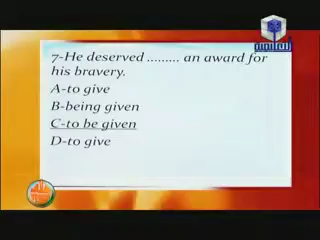 7-He deserved ......... an award for
his bravery.
A-to give
B-being given
C-to be given
D-to give